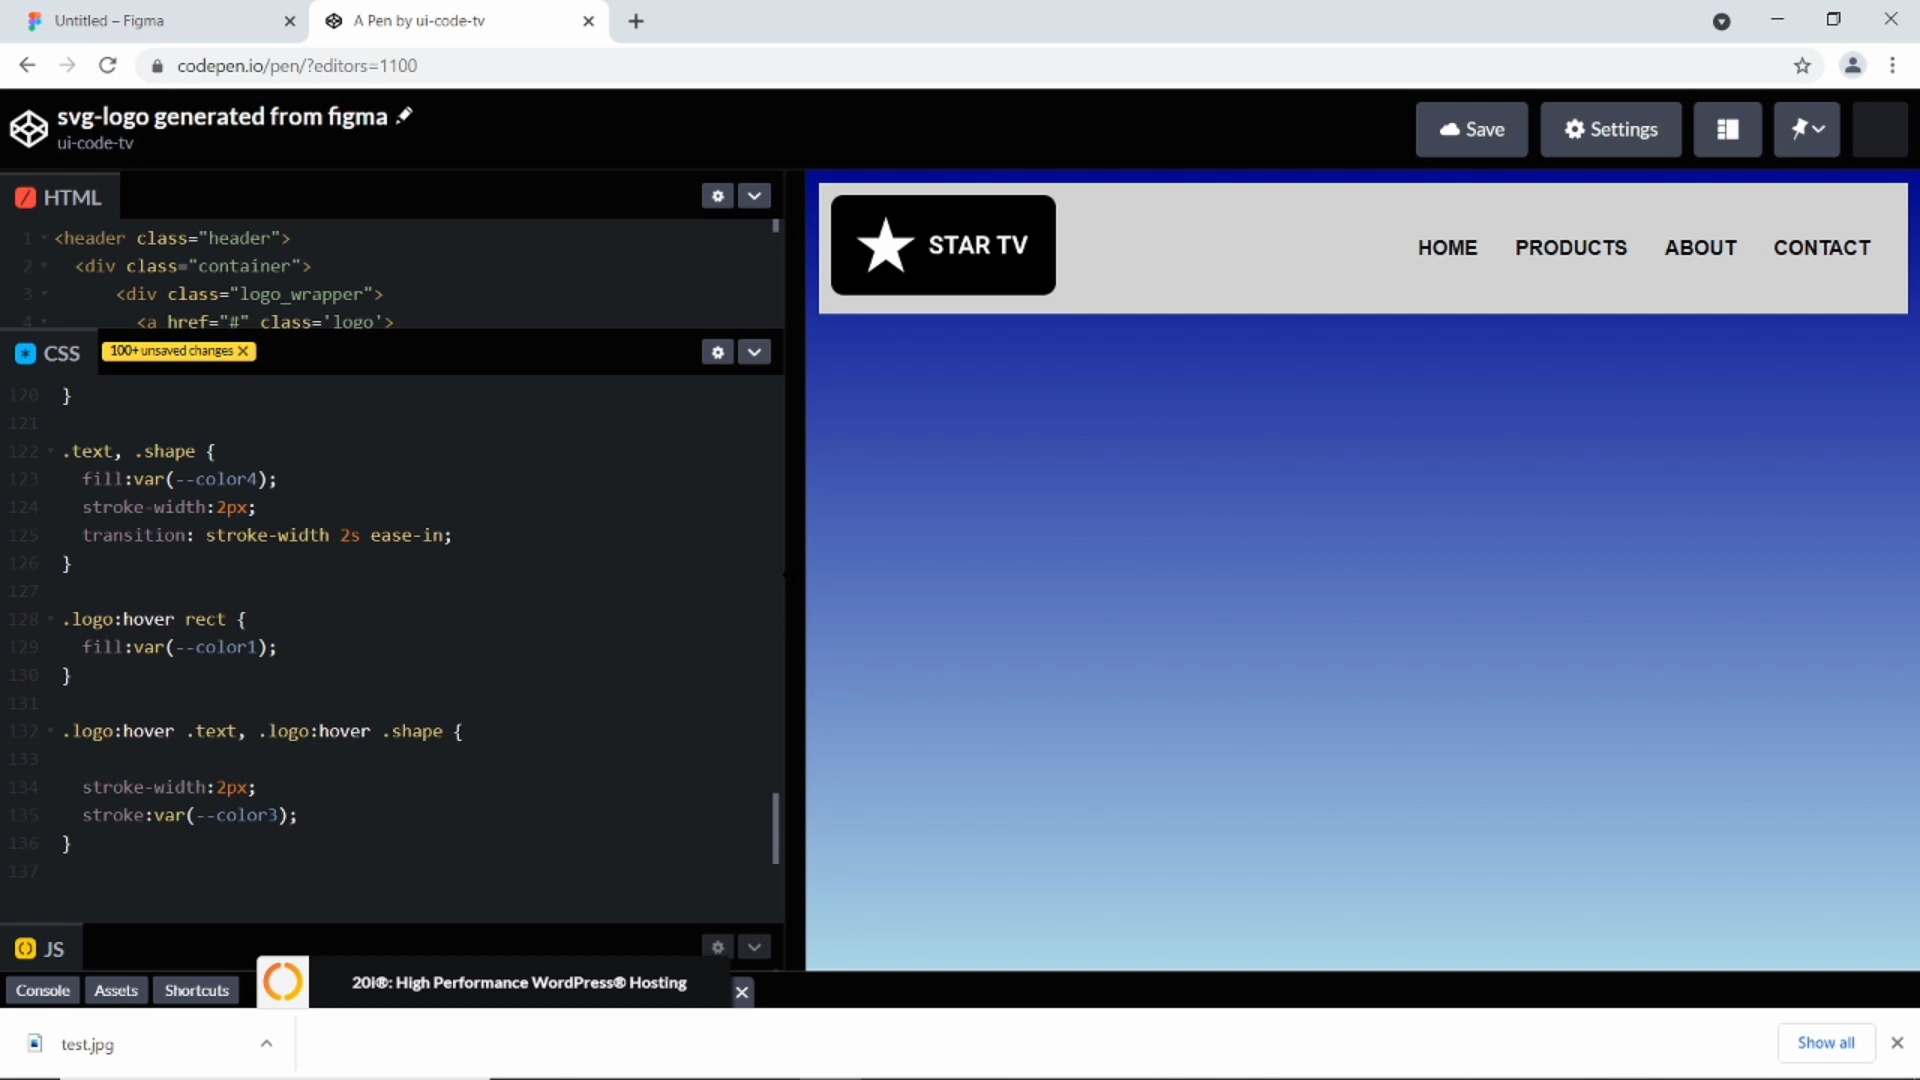 Untitled – Figma
A Pen by ui-code-tv
codepen.io/pen/?editors=1100
svg-logo generated from figma
ui-code-tv
Save
Settings
HTML
1 <header class="header">
2 <div class="container">
3 <div class="logo_wrapper">
4 <a href="#" class='logo'>
CSS
100+ unsaved changes X
120 }
121
122 .text, .shape {
123 fill:var(--color4);
124 stroke-width:2px;
125 transition: stroke-width 2s ease-in;
126 }
127
128 .logo:hover rect {
129 fill:var(--color1);
130 }
131
132 .logo:hover .text, .logo:hover .shape {
133
134 stroke-width:2px;
135 stroke:var(--color3);
136 }
137
JS
Console Assets Shortcuts
20i®: High Performance WordPress® Hosting
STAR TV
HOME PRODUCTS ABOUT CONTACT
test.jpg
Show all